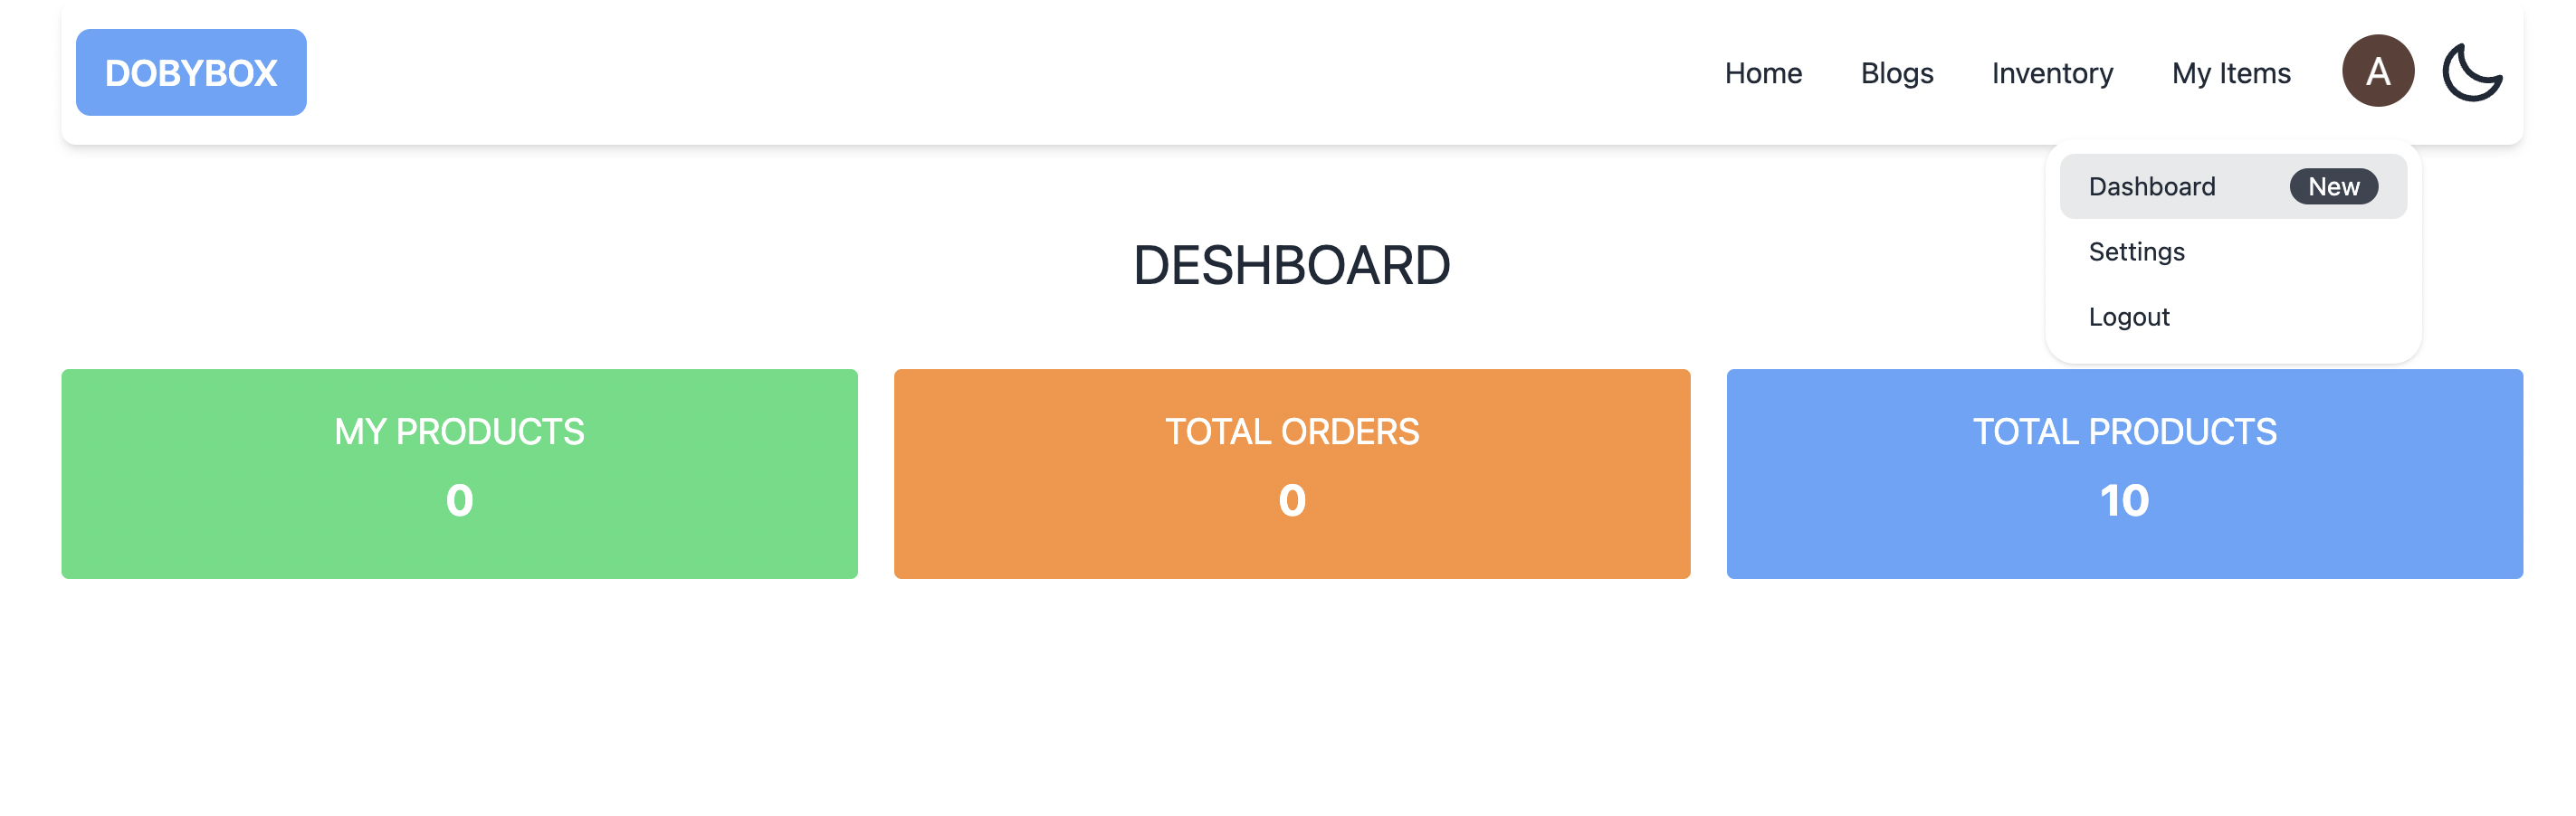 DOBYBOX
Home Blogs Inventory My Items A
Dashboard New
Settings
Logout
DESHBOARD
MY PRODUCTS
0
TOTAL ORDERS
0
TOTAL PRODUCTS
10